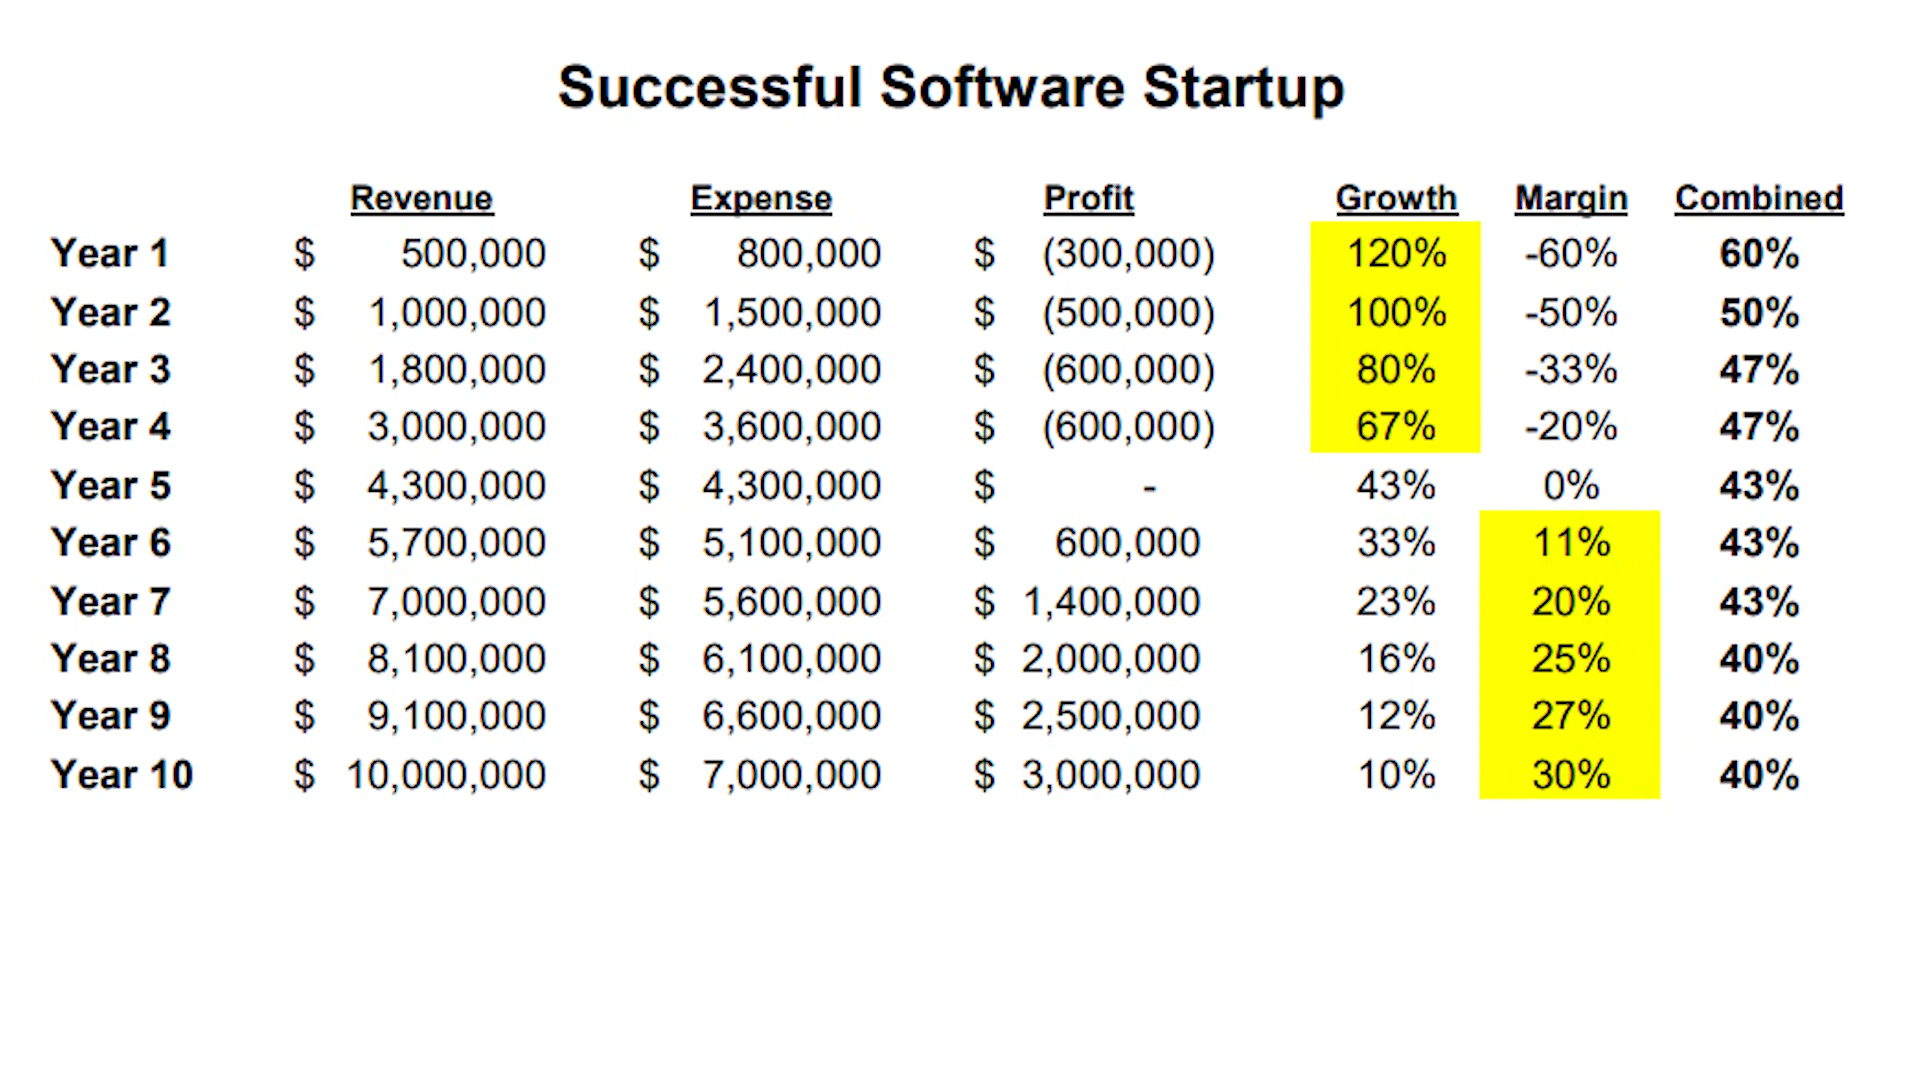 Successful Software Startup
Revenue Expense Profit Growth Margin Combined
Year 1 $ 500,000 $ 800,000 $ (300,000) 120% -60% 60%
Year 2 $ 1,000,000 $ 1,500,000 $ (500,000) 100% -50% 50%
Year 3 $ 1,800,000 $ 2,400,000 $ (600,000) 80% -33% 47%
Year 4 $ 3,000,000 $ 3,600,000 $ (600,000) 67% -20% 47%
Year 5 $ 4,300,000 $ 4,300,000 $ - 43% 0% 43%
Year 6 $ 5,700,000 $ 5,100,000 $ 600,000 33% 11% 43%
Year 7 $ 7,000,000 $ 5,600,000 $ 1,400,000 23% 20% 43%
Year 8 $ 8,100,000 $ 6,100,000 $ 2,000,000 16% 25% 40%
Year 9 $ 9,100,000 $ 6,600,000 $ 2,500,000 12% 27% 40%
Year 10 $ 10,000,000 $ 7,000,000 $ 3,000,000 10% 30% 40%